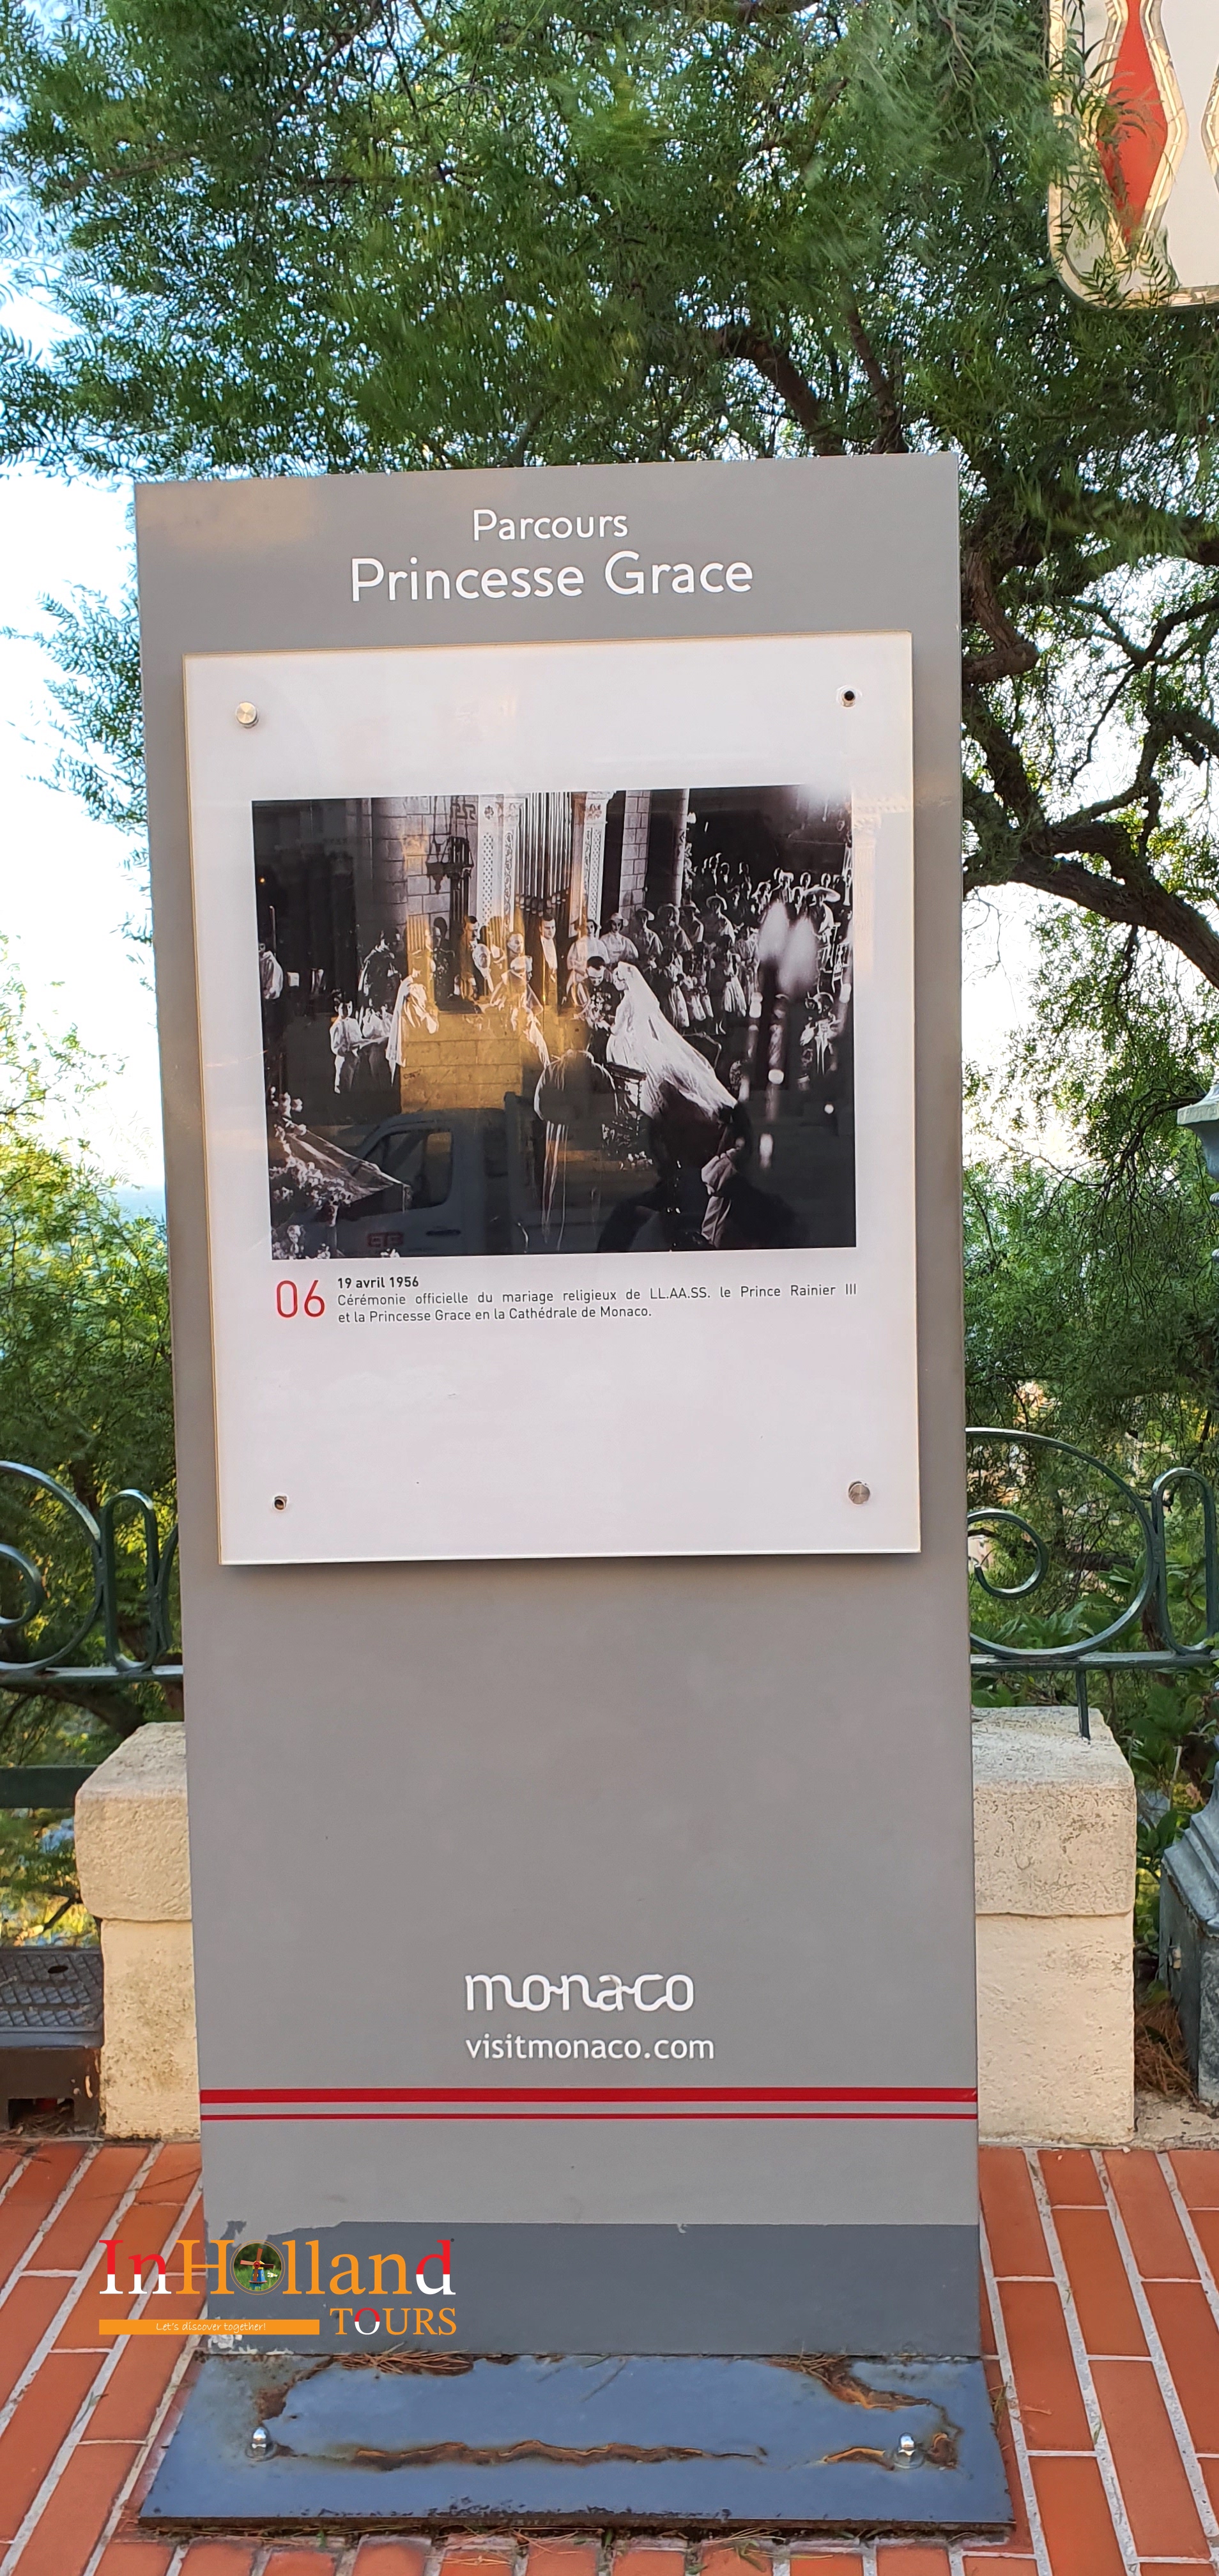 Parcours
Princesse Grace
06
19 avril 1956
Cérémonie officielle du mariage religieux de LL.AA.SS. le Prince Rainier III
et la Princesse Grace en la Cathédrale de Monaco.
monaco
visitmonaco.com
InHolland
Let's discover together!
TOURS